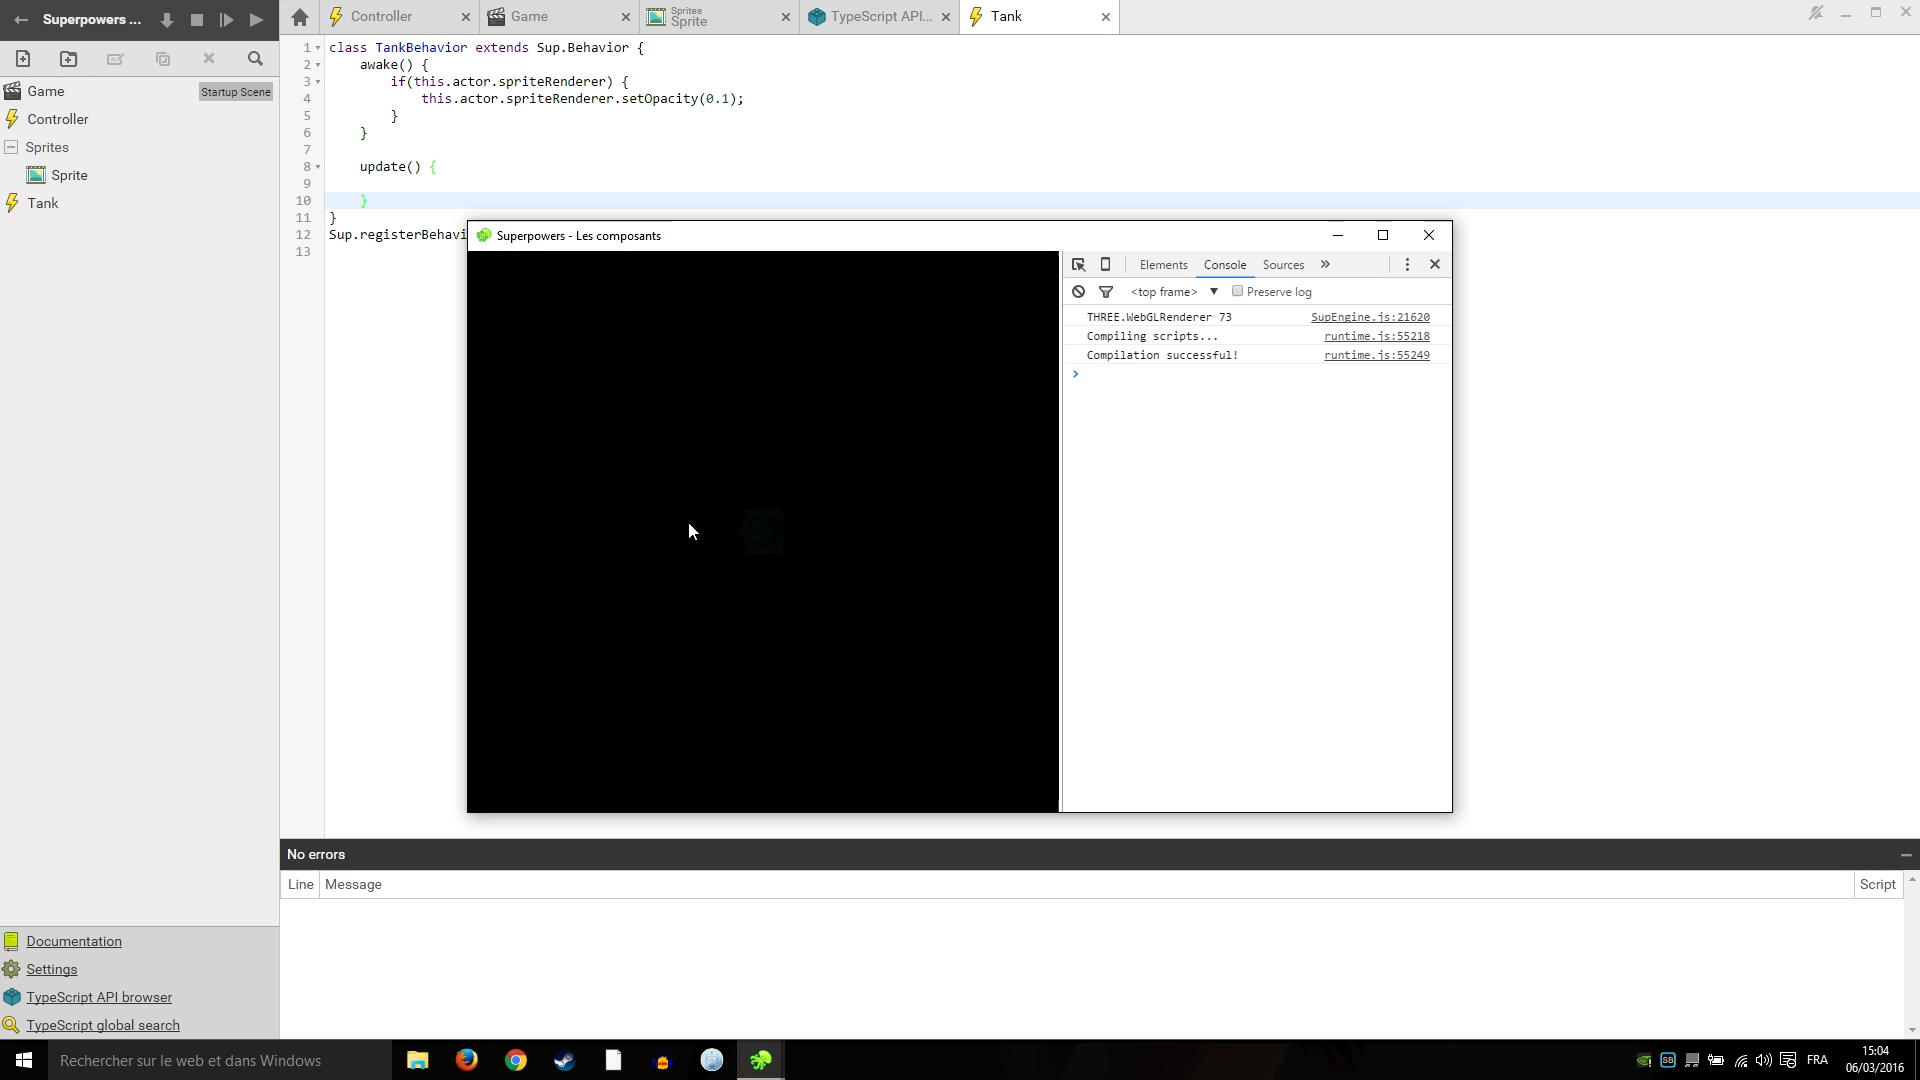 Superpowers ...
Controller
Game
Sprites
Sprite
TypeScript API...
Tank
Game
Startup Scene
Controller
Sprites
Sprite
Tank
1 class TankBehavior extends Sup.Behavior {
2 awake() {
3 if(this.actor.spriteRenderer) {
4 this.actor.spriteRenderer.setOpacity(0.1);
5 }
6 }
7
8 update() {
9
10 }
11 }
12 Sup.registerBehavi
13
Superpowers - Les composants
Elements Console Sources »
<top frame> ▼ Preserve log
THREE.WebGLRenderer 73 SupEngine.js:21620
Compiling scripts... runtime.js:55218
Compilation successful! runtime.js:55249
>
No errors
Line Message Script
Documentation
Settings
TypeScript API browser
TypeScript global search
Rechercher sur le web et dans Windows
SB
FRA
15:04
06/03/2016